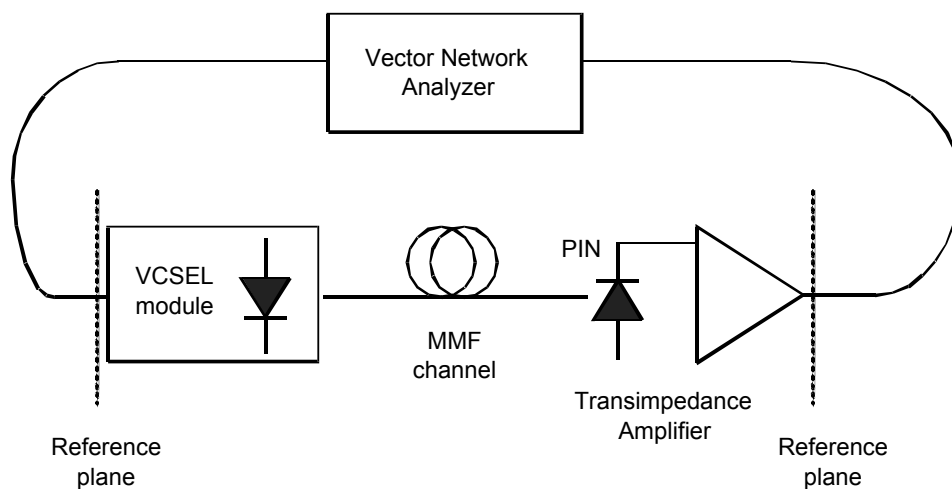 Vector Network
Analyzer
VCSEL
module
PIN
MMF
channel
Transimpedance
Amplifier
Reference
plane
Reference
plane